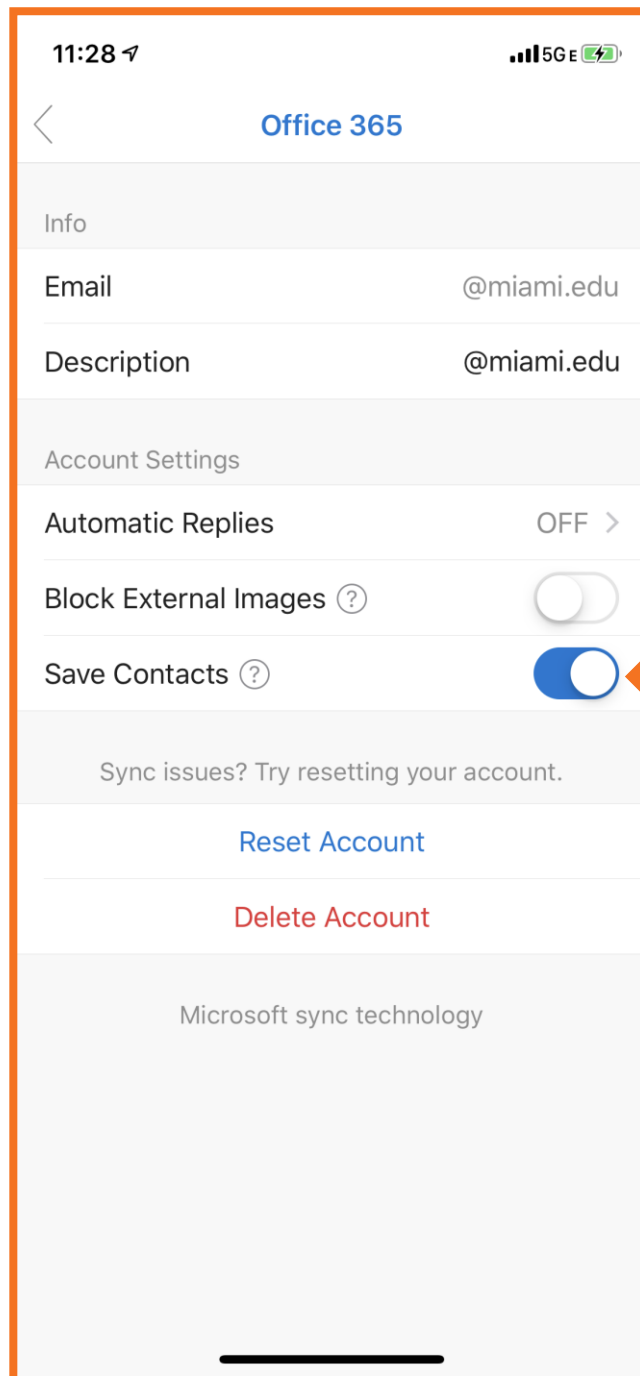 11:28 5G E
Office 365
Info
Email @miami.edu
Description @miami.edu
Account Settings
Automatic Replies OFF
Block External Images ?
Save Contacts ?
Sync issues? Try resetting your account.
Reset Account
Delete Account
Microsoft sync technology